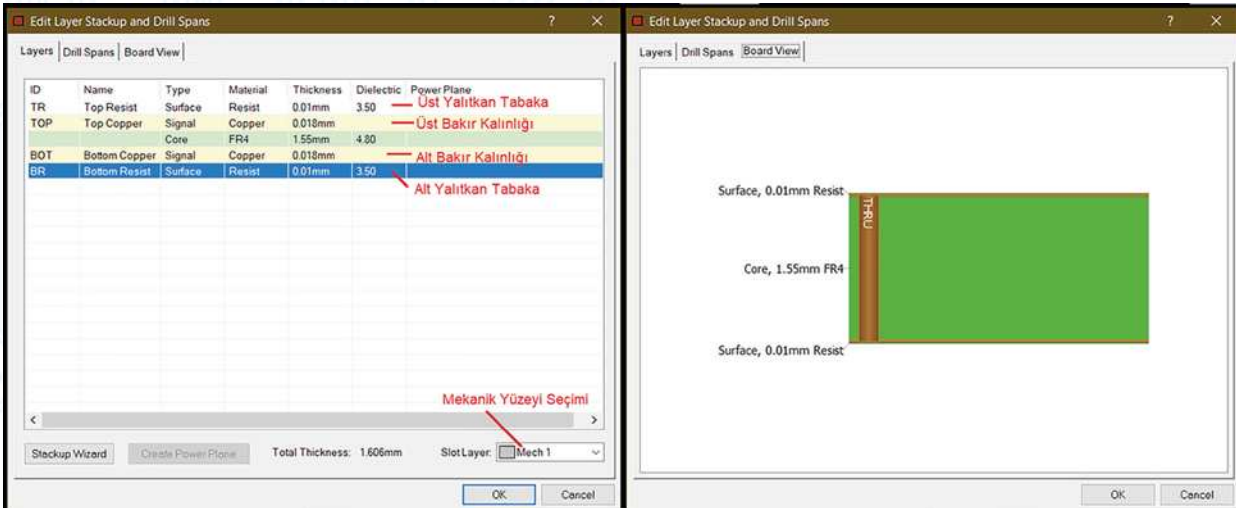 Edit Layer Stackup and Drill Spans ? ×
Layers Drill Spans Board View
ID Name Type Material Thickness Dielectric Power Plane
TR Top Resist Surface Resist 0.01mm 3.50 Üst Yalıtkan Tabaka
TOP Top Copper Signal Copper 0.018mm Üst Bakır Kalınlığı
Core FR4 1.55mm 4.80
BOT Bottom Copper Signal Copper 0.018mm Alt Bakır Kalınlığı
BR Bottom Resist Surface Resist 0.01mm 3.50
Alt Yalıtkan Tabaka
Mekanik Yüzeyi Seçimi
Stackup Wizard Create Power Plane Total Thickness: 1.606mm Slot Layer: Mech 1
OK Cancel
Edit Layer Stackup and Drill Spans ? ×
Layers Drill Spans Board View
Surface, 0.01mm Resist
THRU
Core, 1.55mm FR4
Surface, 0.01mm Resist
OK Cancel